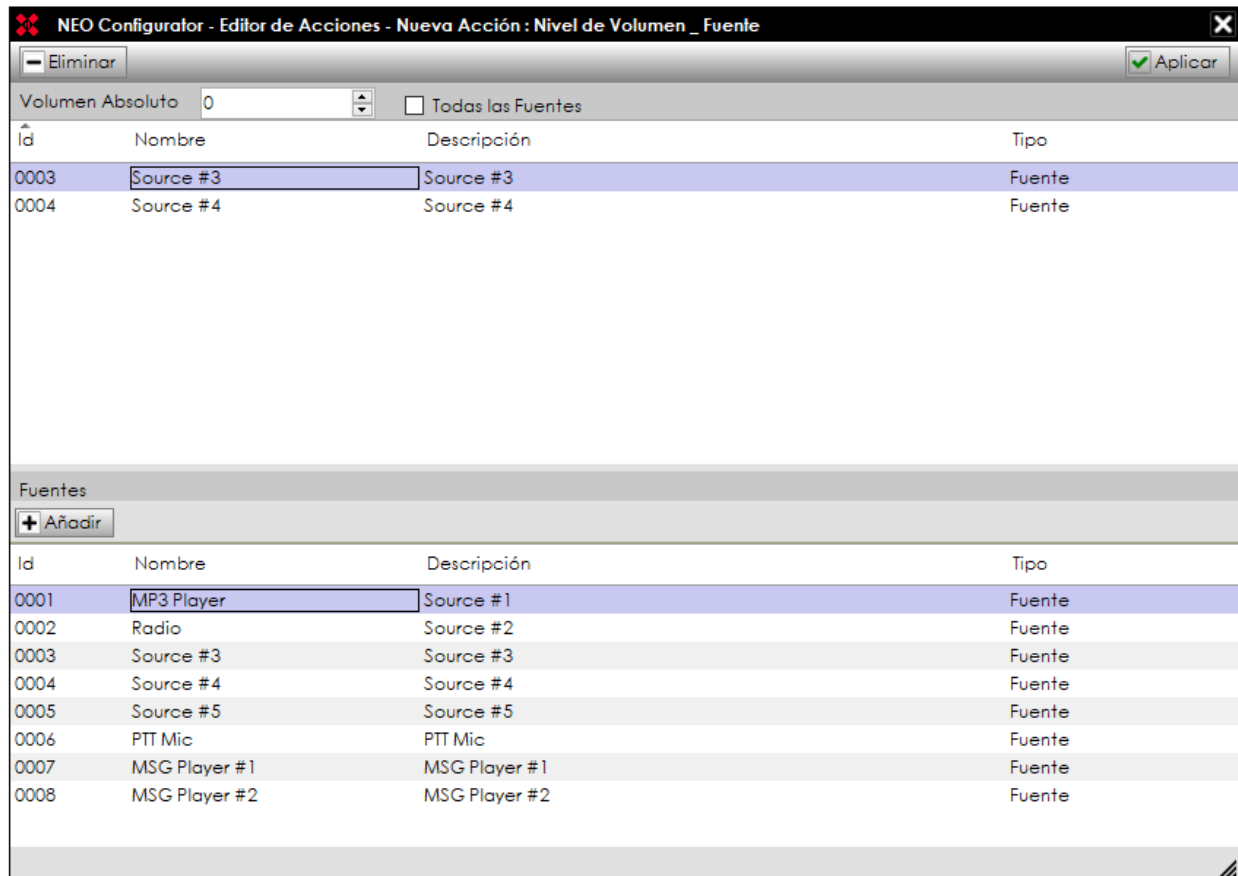 NEO Configurator - Editor de Acciones - Nueva Acción : Nivel de Volumen _ Fuente
Eliminar Aplicar
Volumen Absoluto 0 Todas las Fuentes
Id Nombre Descripción Tipo
0003 Source #3 Source #3 Fuente
0004 Source #4 Source #4 Fuente
Fuentes
Añadir
Id Nombre Descripción Tipo
0001 MP3 Player Source #1 Fuente
0002 Radio Source #2 Fuente
0003 Source #3 Source #3 Fuente
0004 Source #4 Source #4 Fuente
0005 Source #5 Source #5 Fuente
0006 PTT Mic PTT Mic Fuente
0007 MSG Player #1 MSG Player #1 Fuente
0008 MSG Player #2 MSG Player #2 Fuente